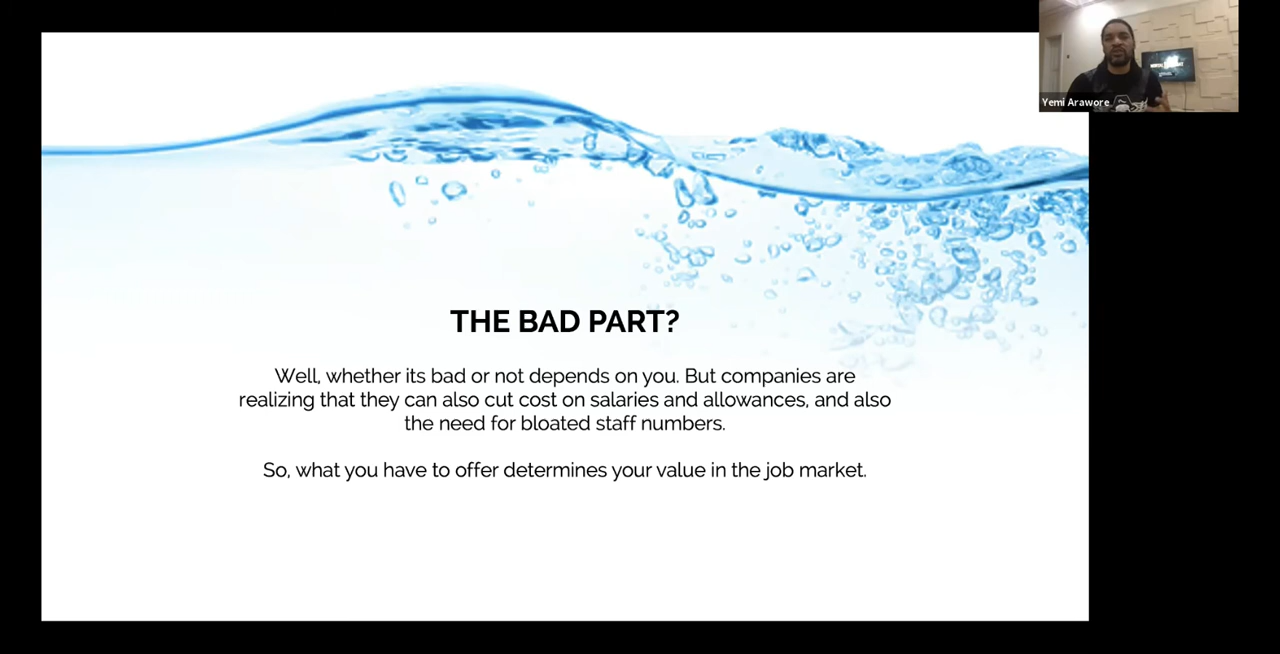 Yemi Arawore
THE BAD PART?
Well, whether its bad or not depends on you. But companies are
realizing that they can also cut cost on salaries and allowances, and also
the need for bloated staff numbers.
So, what you have to offer determines your value in the job market.